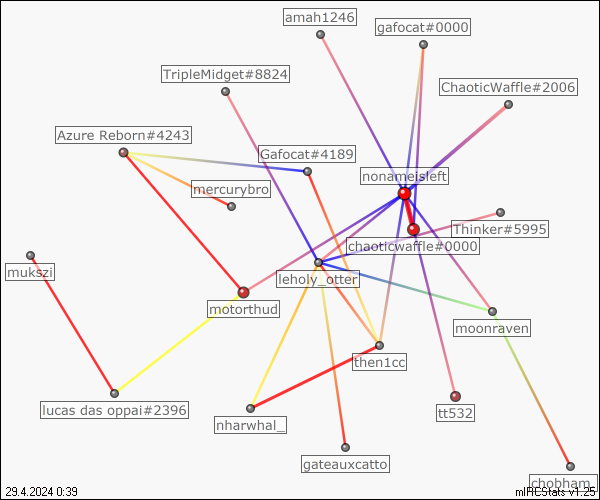 amah1246
gafocat#0000
TripleMidget#8824
ChaoticWaffle#2006
Azure Reborn#4243
Gafocat#4189
nonameisleft
mercurybro
Thinker#5995
chaoticwaffle#0000
mukszi
leholy_otter
motorthud
moonraven
then1cc
lucas das oppai#2396
tt532
nharwhal_
gateauxcatto
chobham_
29.4.2024 0:39
mIRCStats v1.25